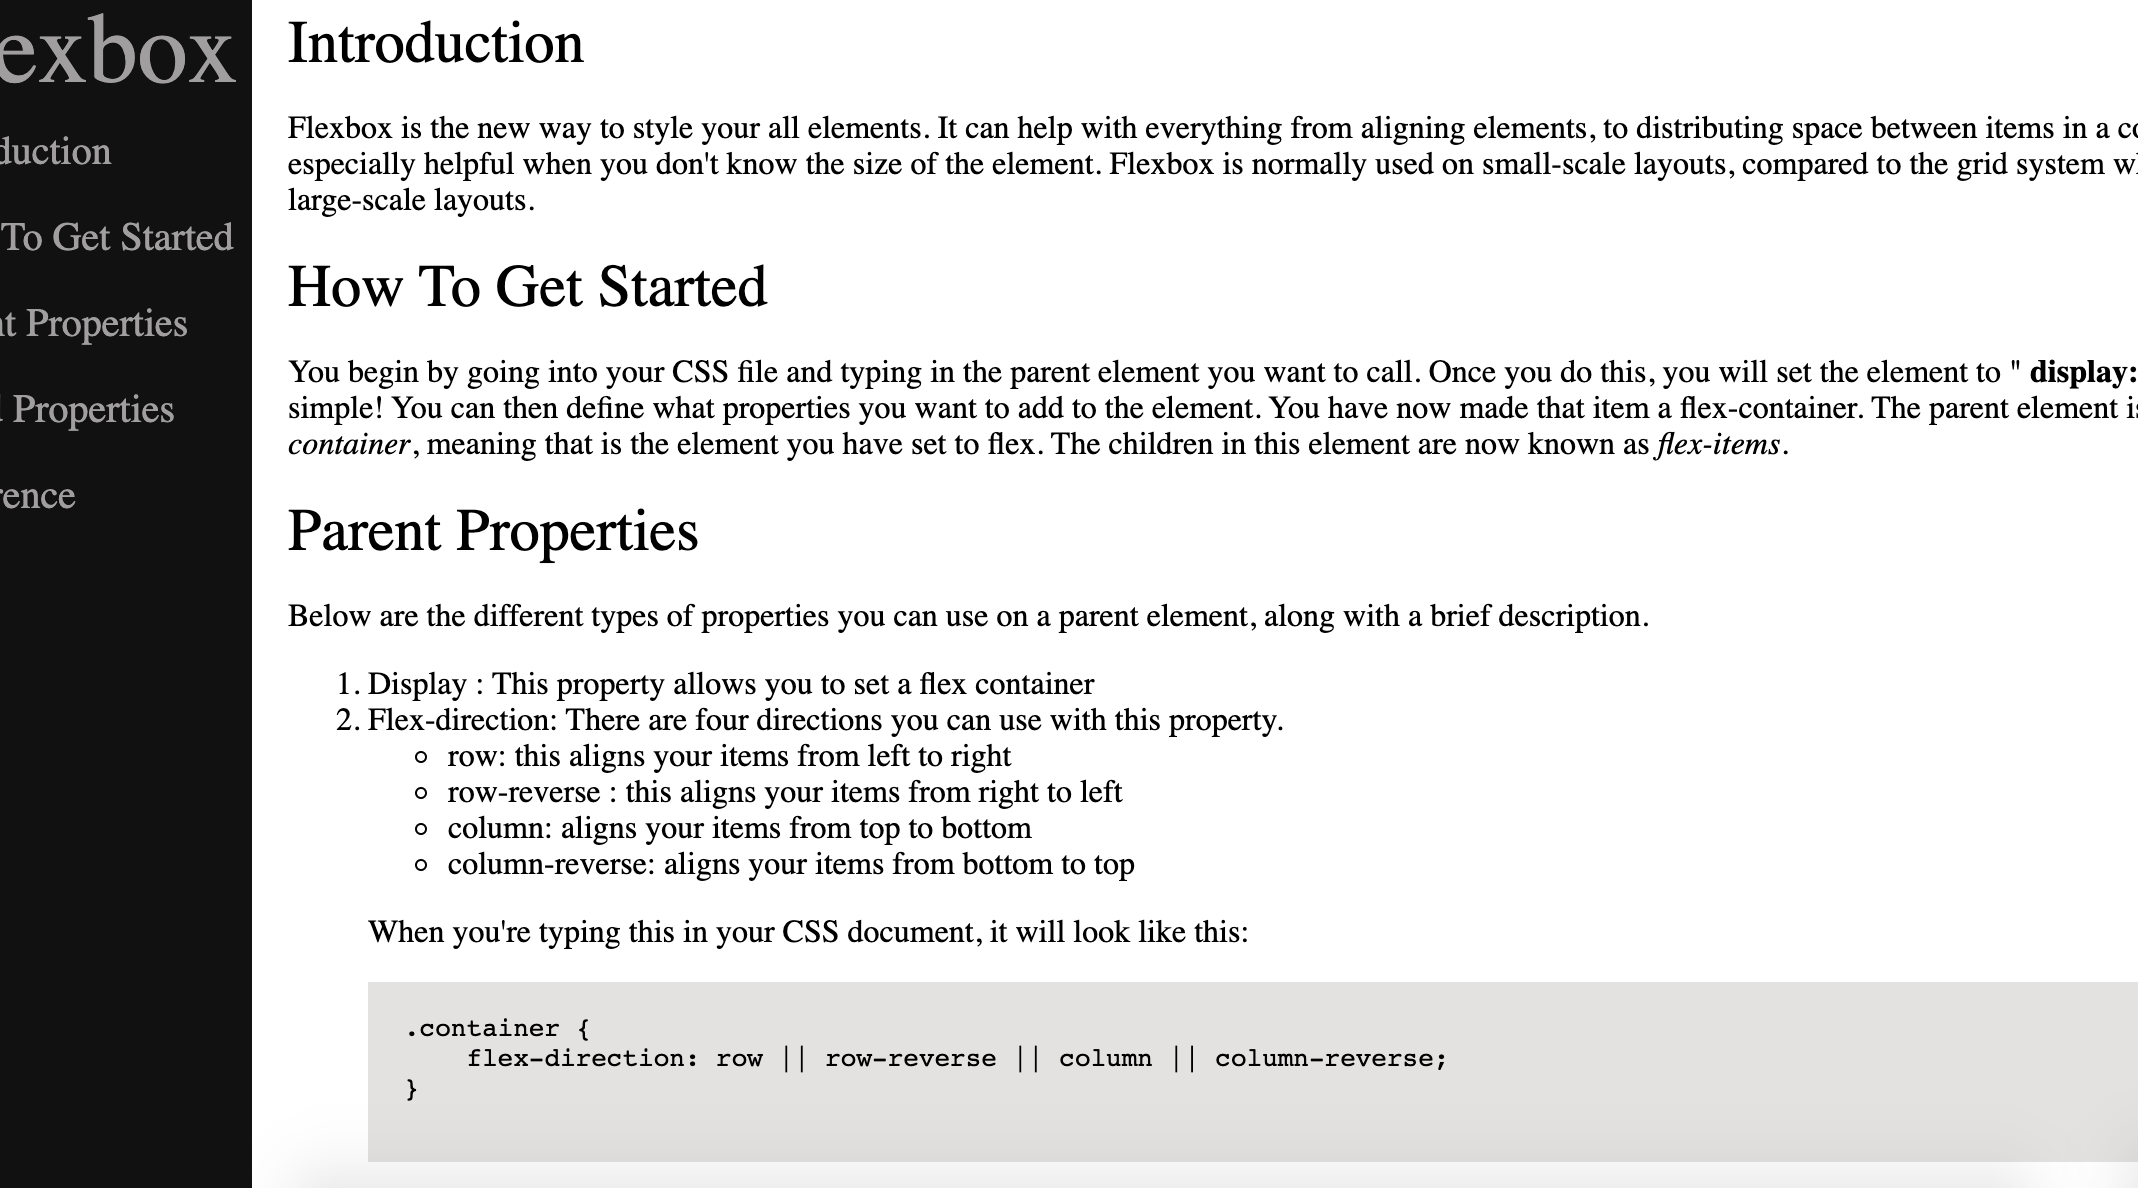 exbox
duction
To Get Started
t Properties
Properties
ence
Introduction
Flexbox is the new way to style your all elements. It can help with everything from aligning elements, to distributing space between items in a
especially helpful when you don't know the size of the element. Flexbox is normally used on small-scale layouts, compared to the grid system
large-scale layouts.
How To Get Started
You begin by going into your CSS file and typing in the parent element you want to call. Once you do this, you will set the element to " display:
simple! You can then define what properties you want to add to the element. You have now made that item a flex-container. The parent element
container, meaning that is the element you have set to flex. The children in this element are now known as flex-items.
Parent Properties
Below are the different types of properties you can use on a parent element, along with a brief description.
1. Display : This property allows you to set a flex container
2. Flex-direction: There are four directions you can use with this property.
row: this aligns your items from left to right
row-reverse : this aligns your items from right to left
column: aligns your items from top to bottom
column-reverse: aligns your items from bottom to top
When you're typing this in your CSS document, it will look like this:
.container {
flex-direction: row || row-reverse || column || column-reverse;
}